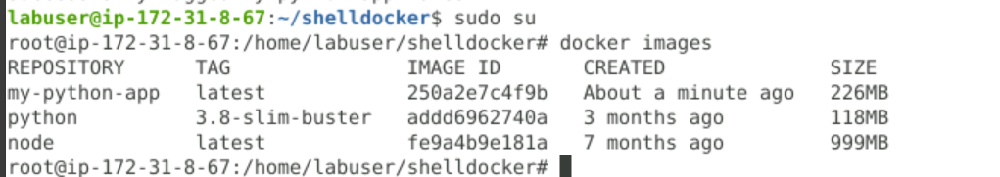 labuser@ip-172-31-8-67:~/shelldocker$ sudo su
root@ip-172-31-8-67:/home/labuser/shelldocker# docker images
REPOSITORY TAG IMAGE ID CREATED SIZE
my-python-app latest 250a2e7c4f9b About a minute ago 226MB
python 3.8-slim-buster addd6962740a 3 months ago 118MB
node latest fe9a4b9e181a 7 months ago 999MB
root@ip-172-31-8-67:/home/labuser/shelldocker#